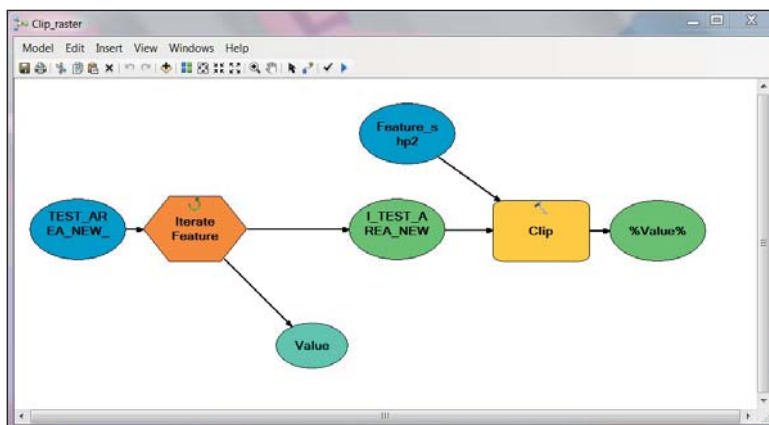 Clip_raster
Model Edit Insert View Windows Help
Feature_s
hp2
TEST_AR
EA_NEW_
Iterate
Feature
I_TEST_A
REA_NEW
Clip
%Value%
Value